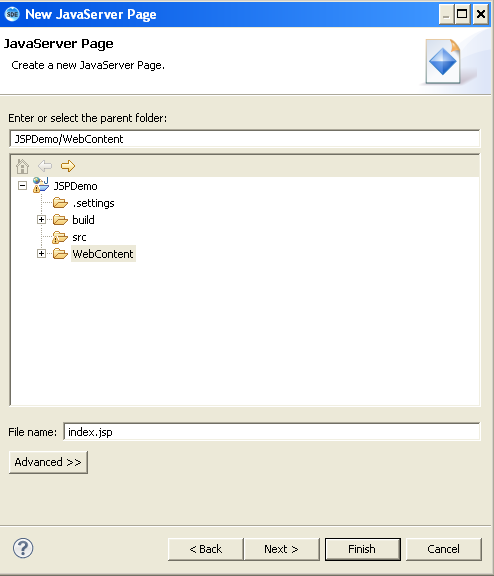 SDE New JavaServer Page
JavaServer Page
Create a new JavaServer Page.
Enter or select the parent folder:
JSPDemo/WebContent
JSPDemo
.settings
build
src
WebContent
File name: index.jsp
Advanced >>
? < Back Next > Finish Cancel